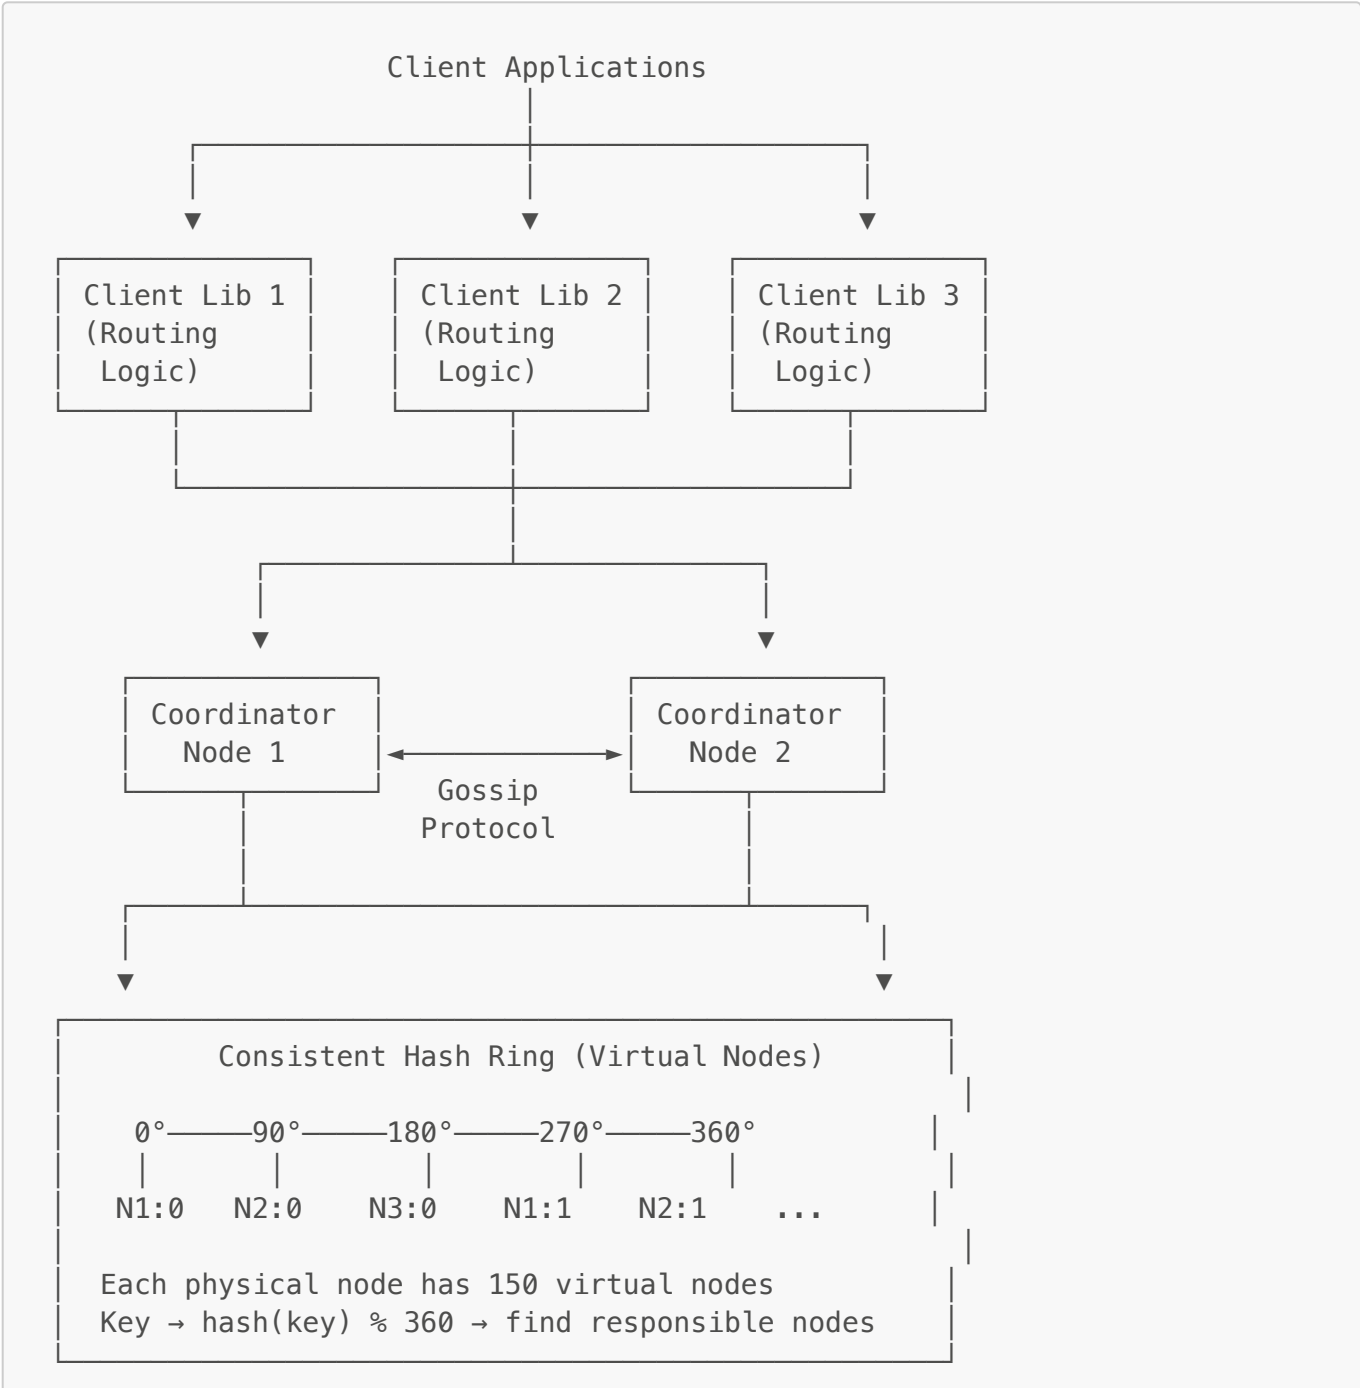 Client Applications
Client Lib 1 Client Lib 2 Client Lib 3
(Routing (Routing (Routing
Logic) Logic) Logic)
Coordinator Coordinator
Node 1 Node 2
Gossip
Protocol
Consistent Hash Ring (Virtual Nodes)
0° 90° 180° 270° 360°
N1:0 N2:0 N3:0 N1:1 N2:1 ...
Each physical node has 150 virtual nodes
Key → hash(key) % 360 → find responsible nodes